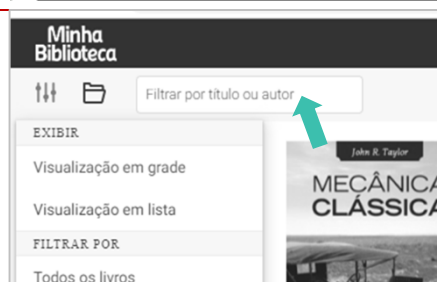 Minha
Biblioteca
Filtrar por título ou autor
EXIBIR
Visualização em grade
Visualização em lista
FILTRAR POR
Todos os livros
John R. Taylor
MECÂNICA
CLÁSSICA